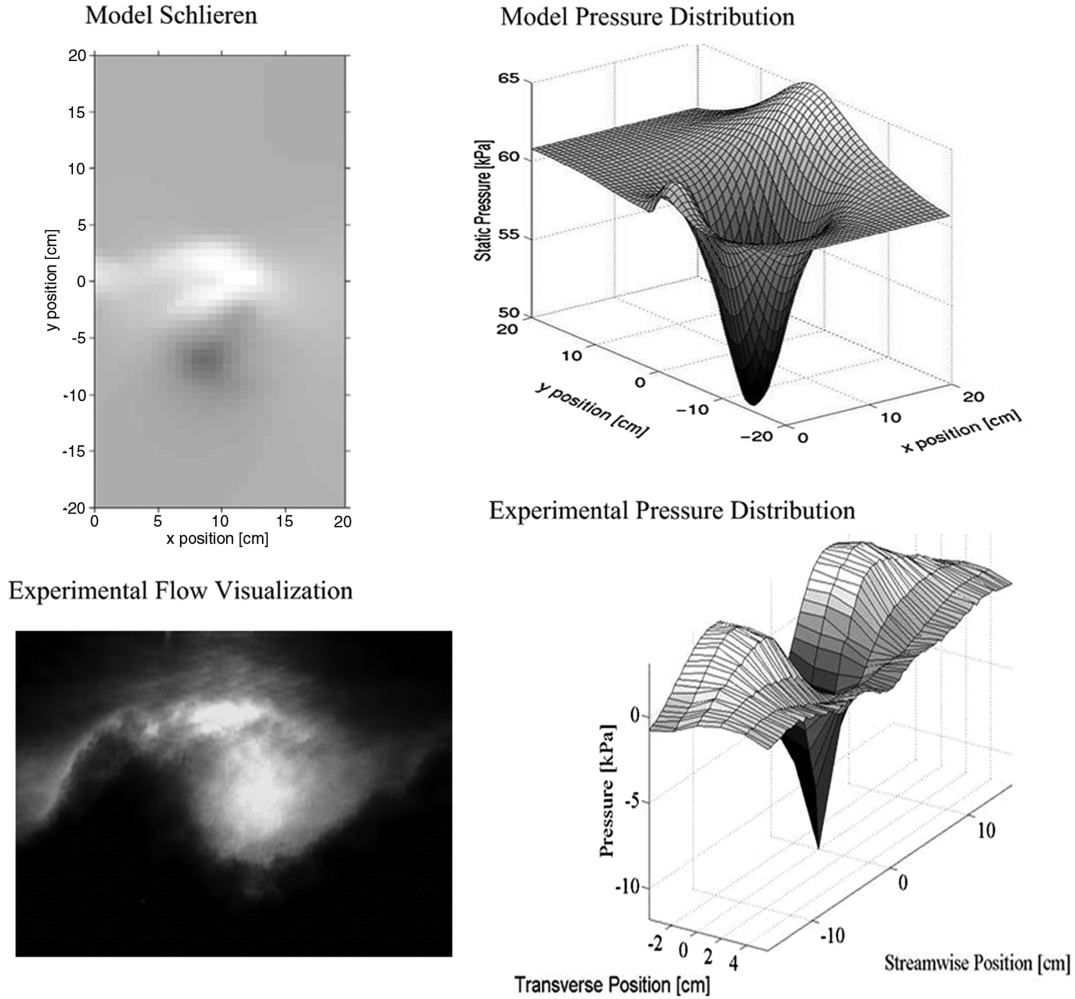 Model Schlieren
20
15
10
5
0
-5
-10
-15
-20
y position [cm]
0 5 10 15 20
x position [cm]
Model Pressure Distribution
65
60
55
50
Static Pressure [kPa]
20
10
0
−10
−20
y position [cm]
0
10
20
x position [cm]
Experimental Flow Visualization
Experimental Pressure Distribution
0
-5
-10
Pressure [kPa]
-2 0 2 4
Transverse Position [cm]
-10
0
10
Streamwise Position [cm]